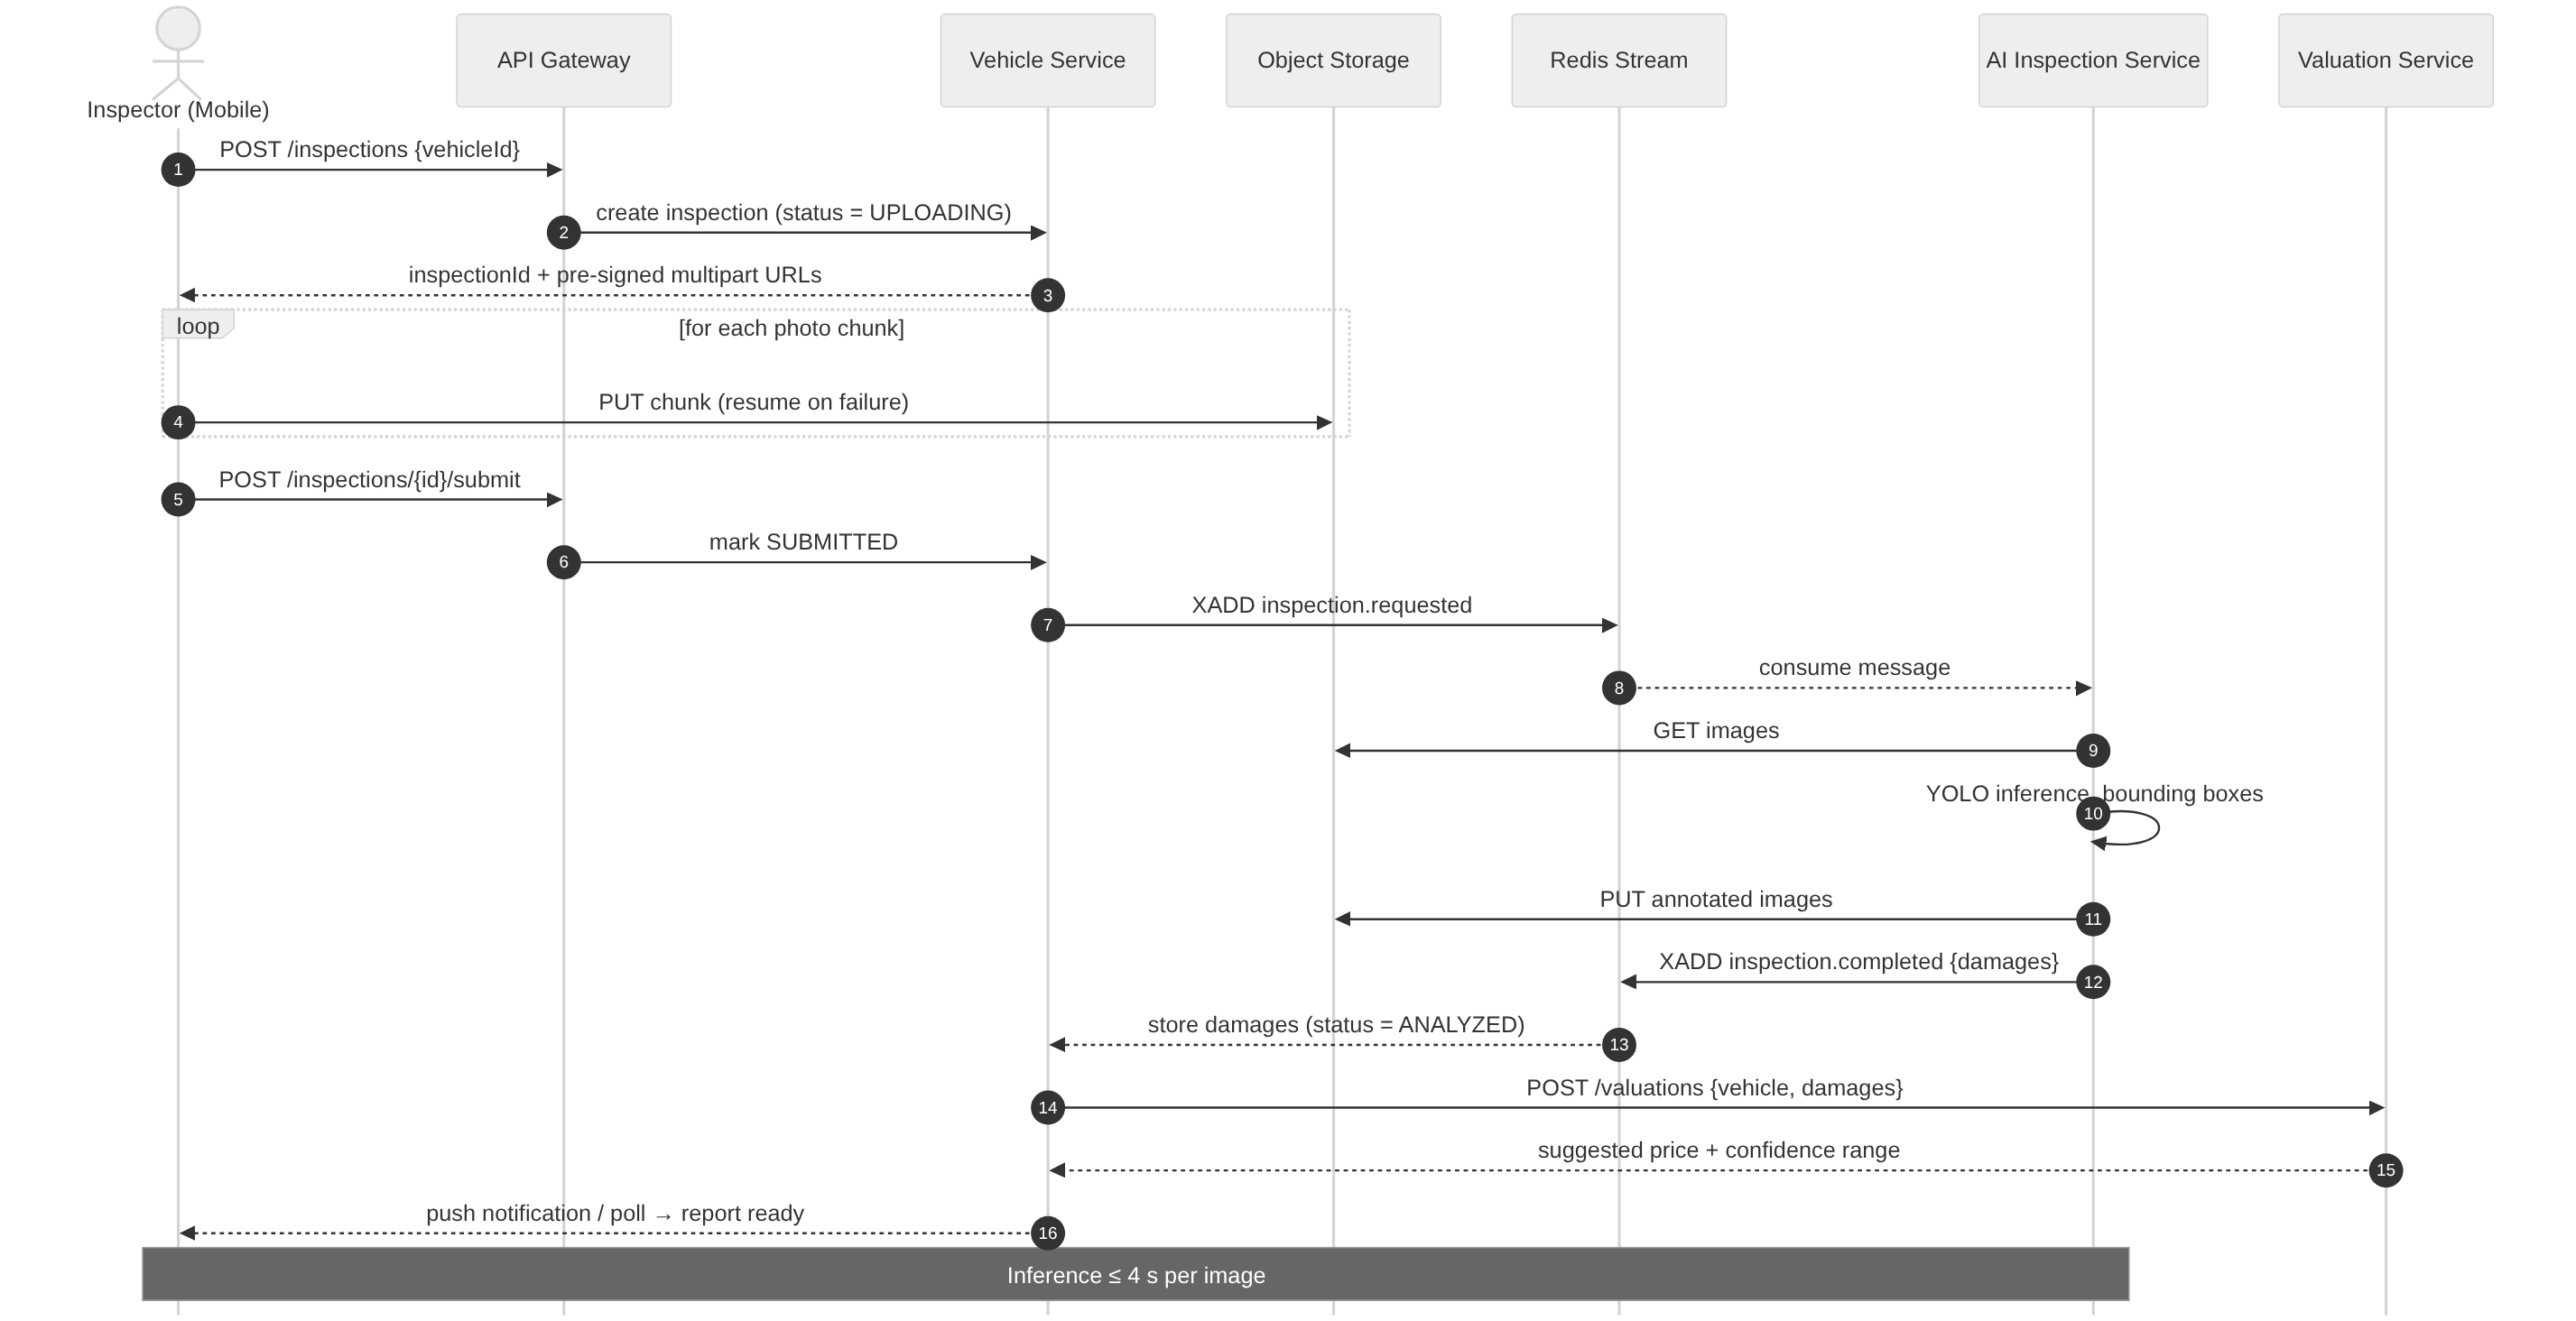 Inspector (Mobile)
API Gateway
Vehicle Service
Object Storage
Redis Stream
AI Inspection Service
Valuation Service
POST /inspections {vehicleId}
1
create inspection (status = UPLOADING)
2
inspectionId + pre-signed multipart URLs
3
loop
[for each photo chunk]
PUT chunk (resume on failure)
4
POST /inspections/{id}/submit
5
mark SUBMITTED
6
XADD inspection.requested
7
consume message
8
GET images
9
YOLO inference, bounding boxes
10
PUT annotated images
11
XADD inspection.completed {damages}
12
store damages (status = ANALYZED)
13
POST /valuations {vehicle, damages}
14
suggested price + confidence range
15
push notification / poll → report ready
16
Inference ≤ 4 s per image